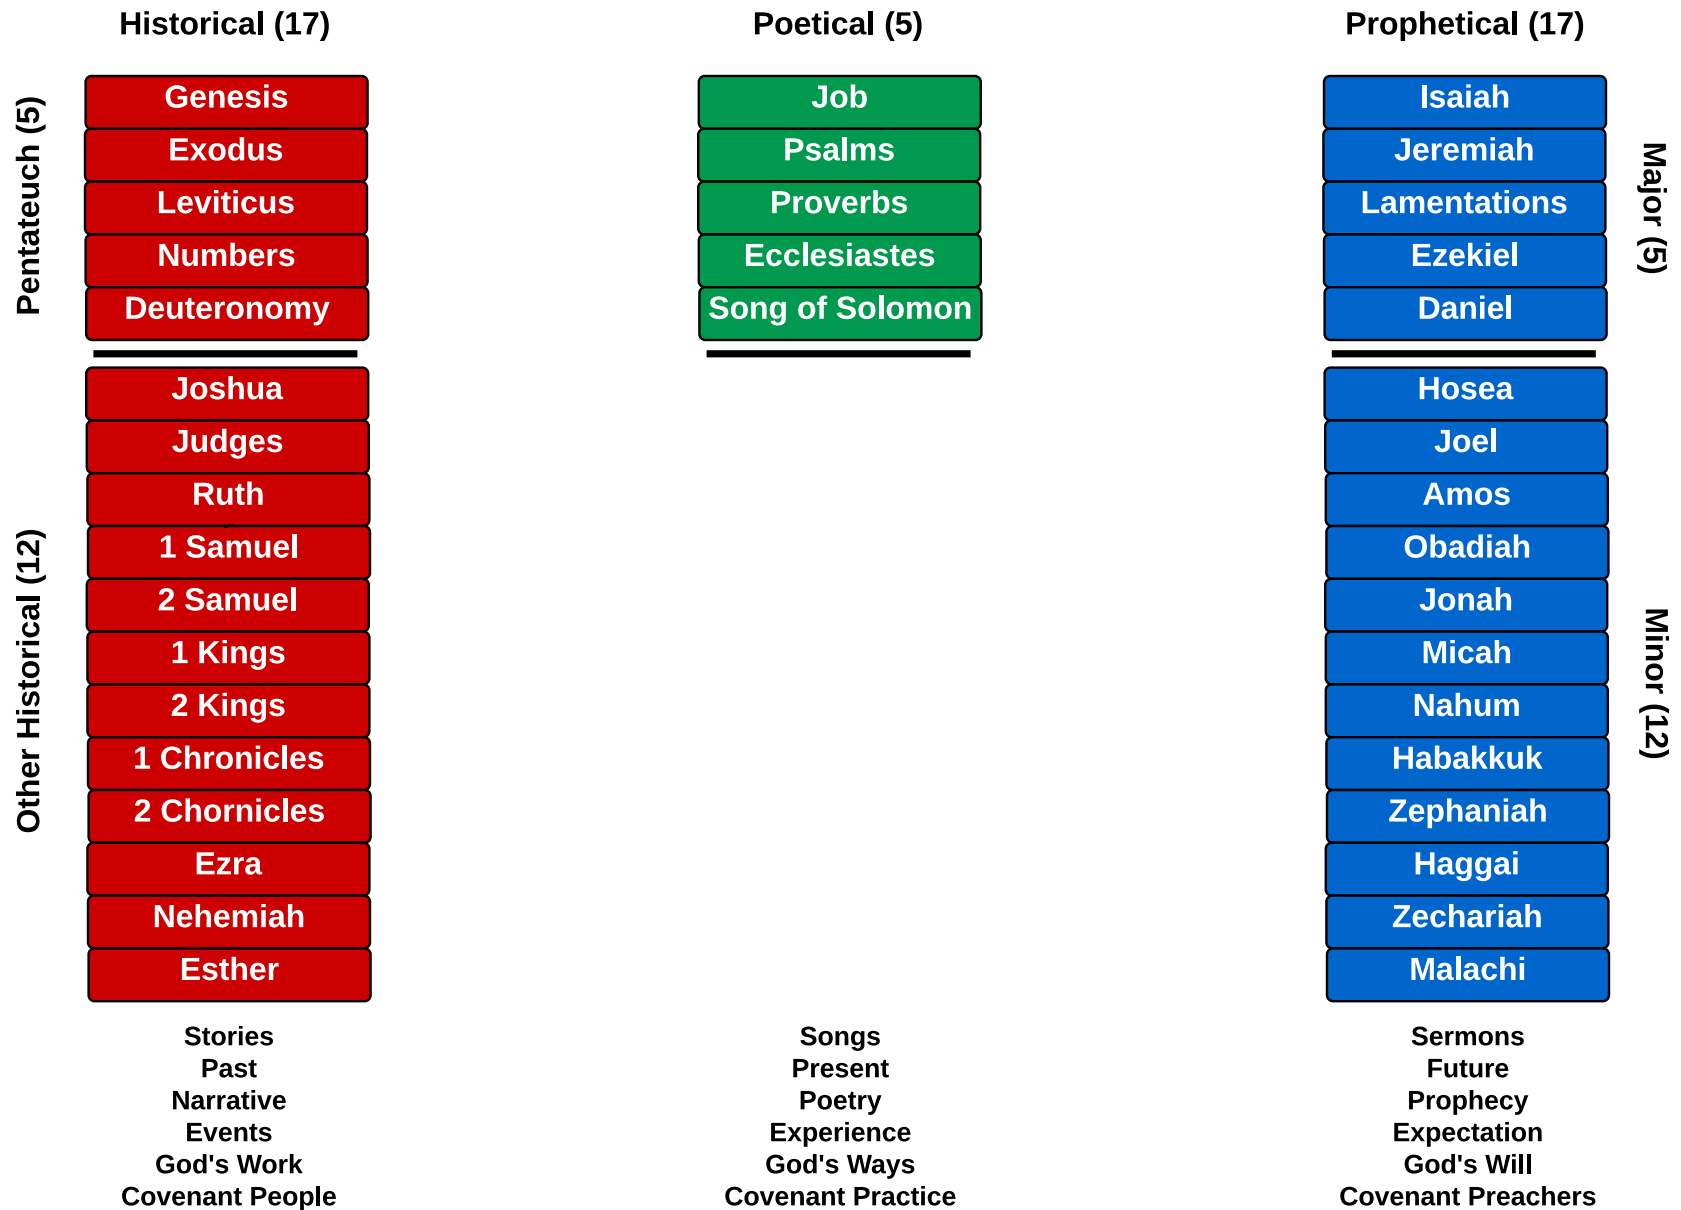 Historical (17)
Pentateuch (5)
Genesis
Exodus
Leviticus
Numbers
Deuteronomy
Other Historical (12)
Joshua
Judges
Ruth
1 Samuel
2 Samuel
1 Kings
2 Kings
1 Chronicles
2 Chornicles
Ezra
Nehemiah
Esther
Stories
Past
Narrative
Events
God's Work
Covenant People
Poetical (5)
Job
Psalms
Proverbs
Ecclesiastes
Song of Solomon
Songs
Present
Poetry
Experience
God's Ways
Covenant Practice
Prophetical (17)
Major (5)
Isaiah
Jeremiah
Lamentations
Ezekiel
Daniel
Minor (12)
Hosea
Joel
Amos
Obadiah
Jonah
Micah
Nahum
Habakkuk
Zephaniah
Haggai
Zechariah
Malachi
Sermons
Future
Prophecy
Expectation
God's Will
Covenant Preachers